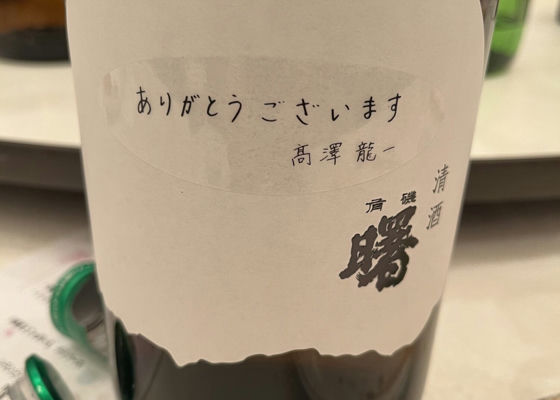 ありがとうございます
髙澤龍一
清酒
有磯
曙